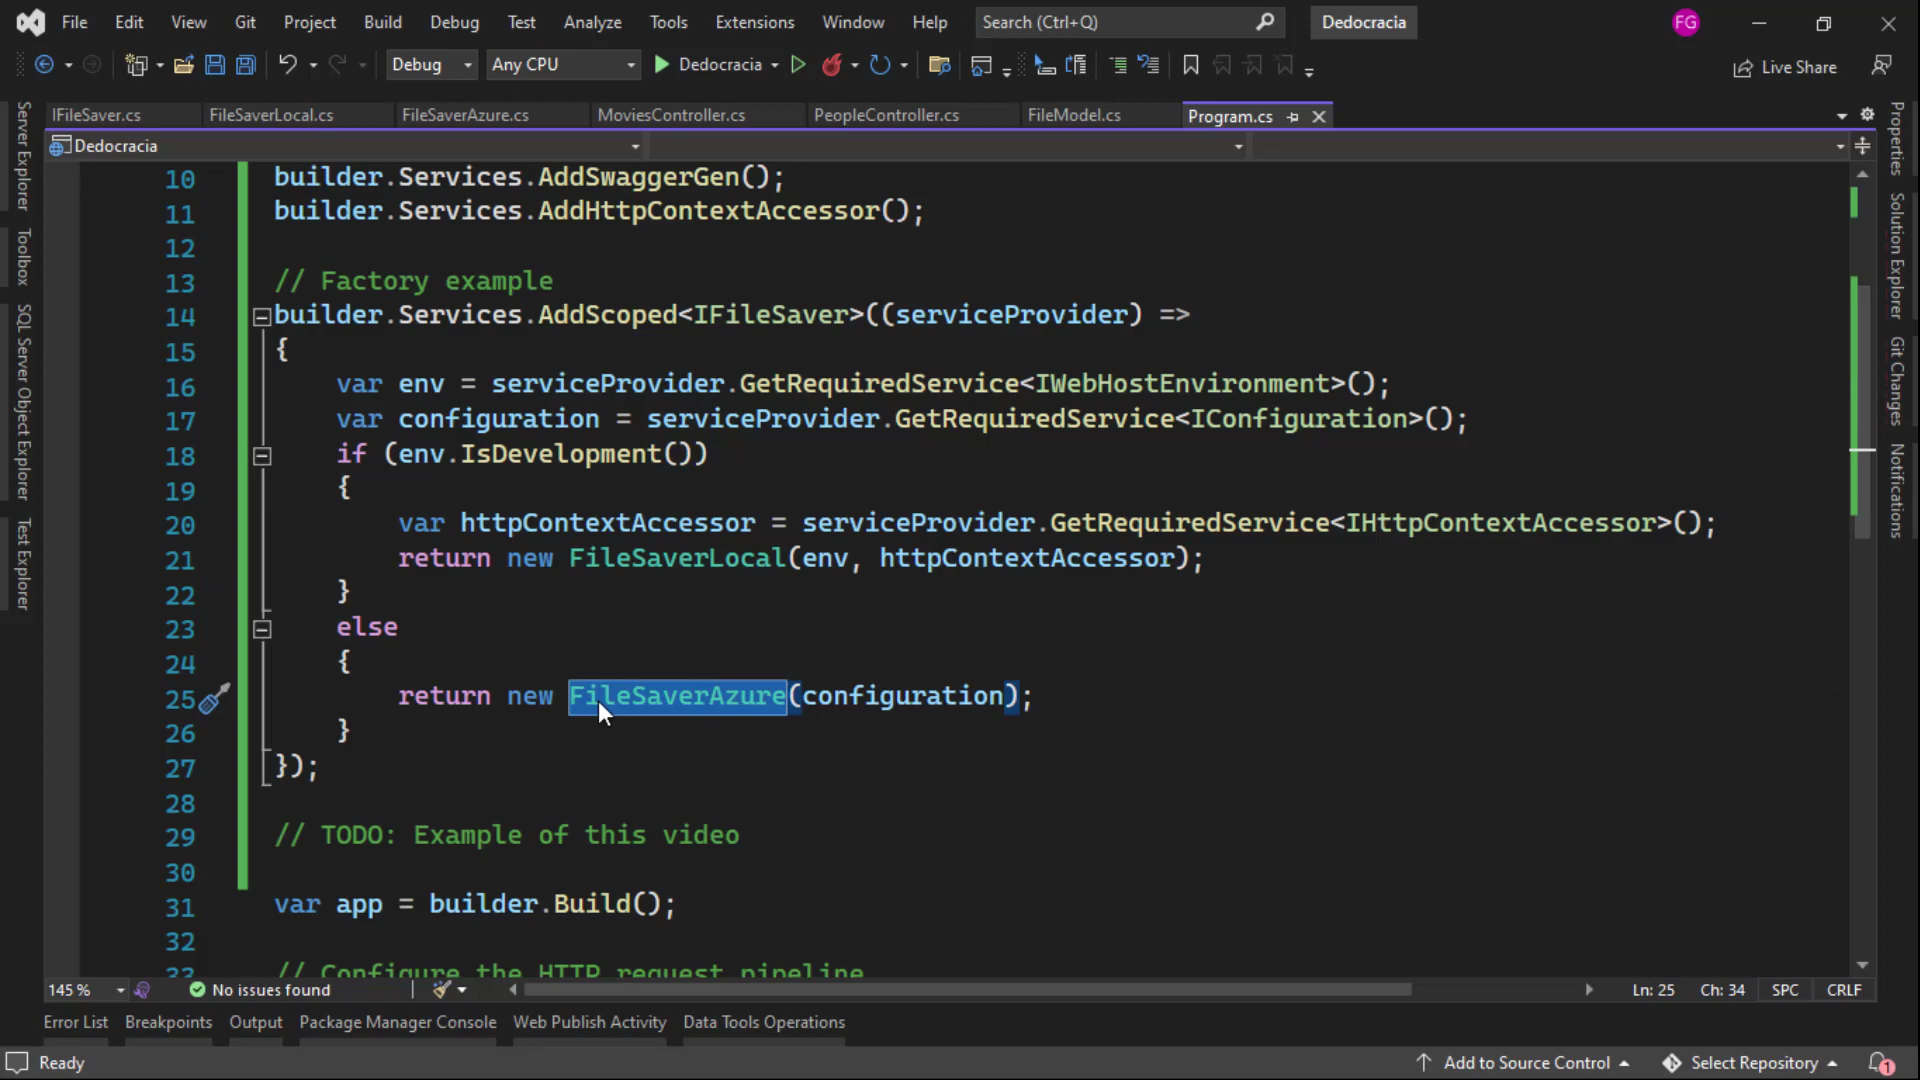 File Edit View Git Project Build Debug Test Analyze Tools Extensions Window Help Search (Ctrl+Q) Dedocracia FG
Debug Any CPU Dedocracia Live Share
IFileSaver.cs FileSaverLocal.cs FileSaverAzure.cs MoviesController.cs PeopleController.cs FileModel.cs Program.cs
Dedocracia
Server Explorer
Toolbox
SQL Server Object Explorer
Test Explorer
10 builder.Services.AddSwaggerGen();
11 builder.Services.AddHttpContextAccessor();
12
13 // Factory example
14 builder.Services.AddScoped<IFileSaver>((serviceProvider) =>
15 {
16 var env = serviceProvider.GetRequiredService<IWebHostEnvironment>();
17 var configuration = serviceProvider.GetRequiredService<IConfiguration>();
18 if (env.IsDevelopment())
19 {
20 var httpContextAccessor = serviceProvider.GetRequiredService<IHttpContextAccessor>();
21 return new FileSaverLocal(env, httpContextAccessor);
22 }
23 else
24 {
25 return new FileSaverAzure(configuration);
26 }
27 });
28
29 // TODO: Example of this video
30
31 var app = builder.Build();
32
33 // Configure the HTTP request pipeline
Properties
Solution Explorer
Git Changes
Notifications
145 % No issues found Ln: 25 Ch: 34 SPC CRLF
Error List Breakpoints Output Package Manager Console Web Publish Activity Data Tools Operations
Ready Add to Source Control Select Repository 1